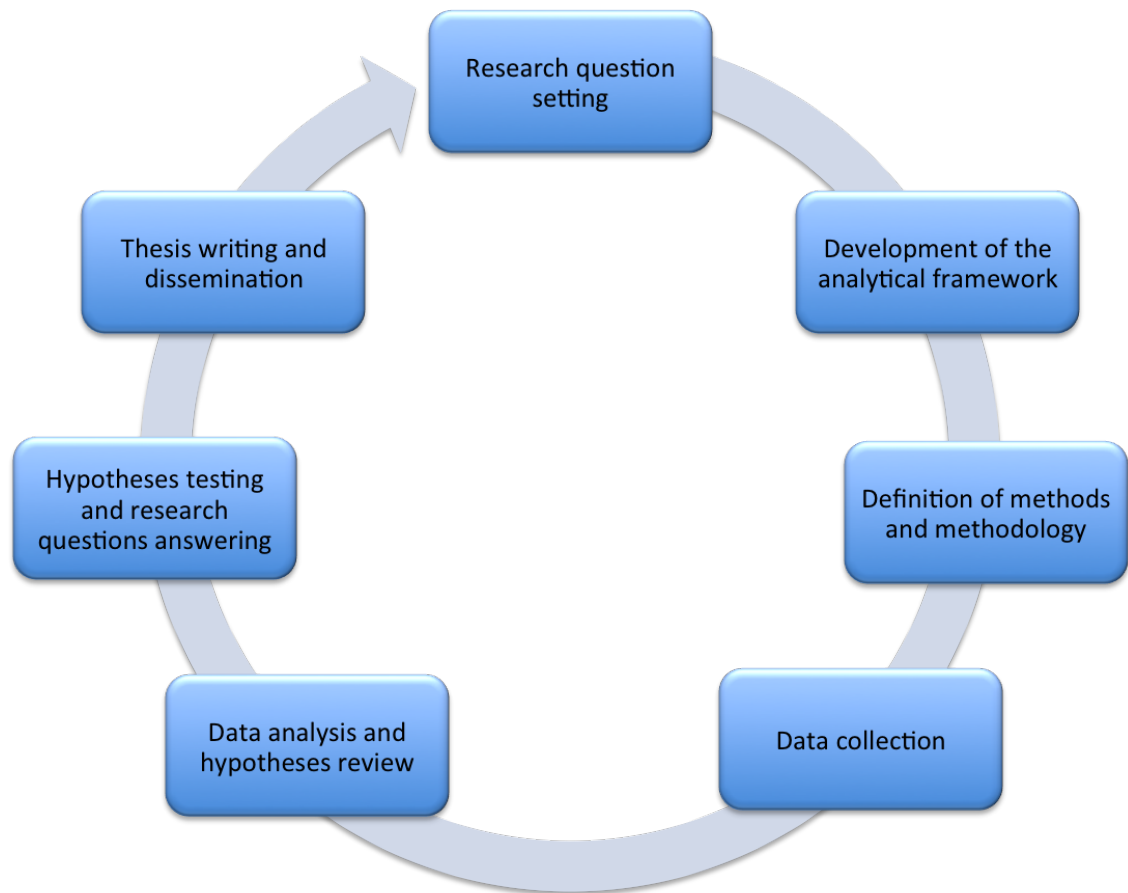 Research question
setting
Development of the
analytical framework
Definition of methods
and methodology
Data collection
Data analysis and
hypotheses review
Hypotheses testing
and research
questions answering
Thesis writing and
dissemination